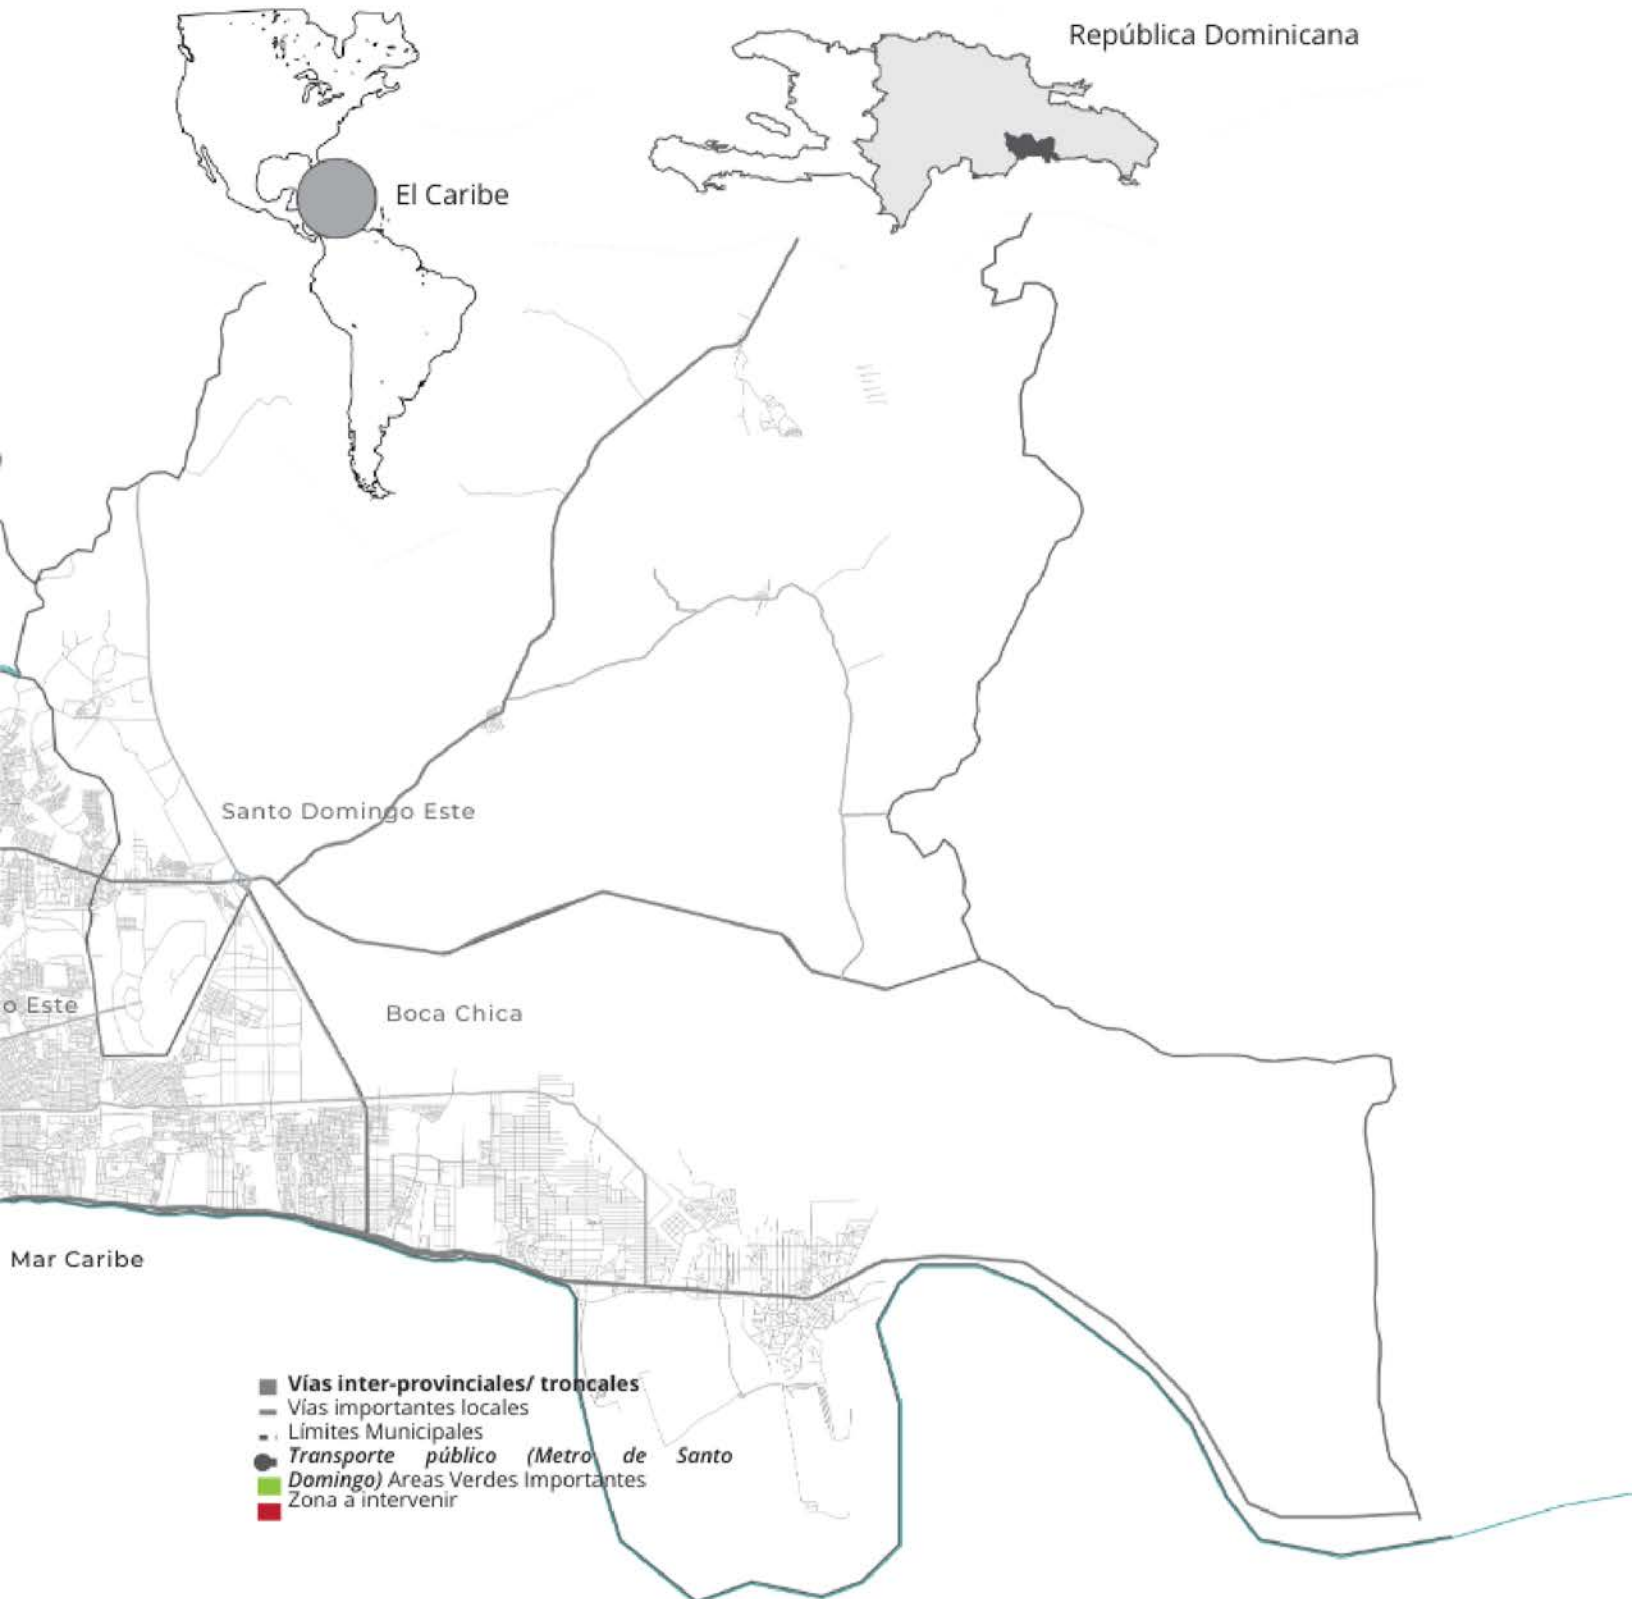 República Dominicana
El Caribe
Santo Domingo Este
o Este
Boca Chica
Mar Caribe
Vías inter-provinciales/ troncales
Vías importantes locales
Límites Municipales
Transporte público (Metro de Santo
Domingo) Areas Verdes Importantes
Zona a intervenir